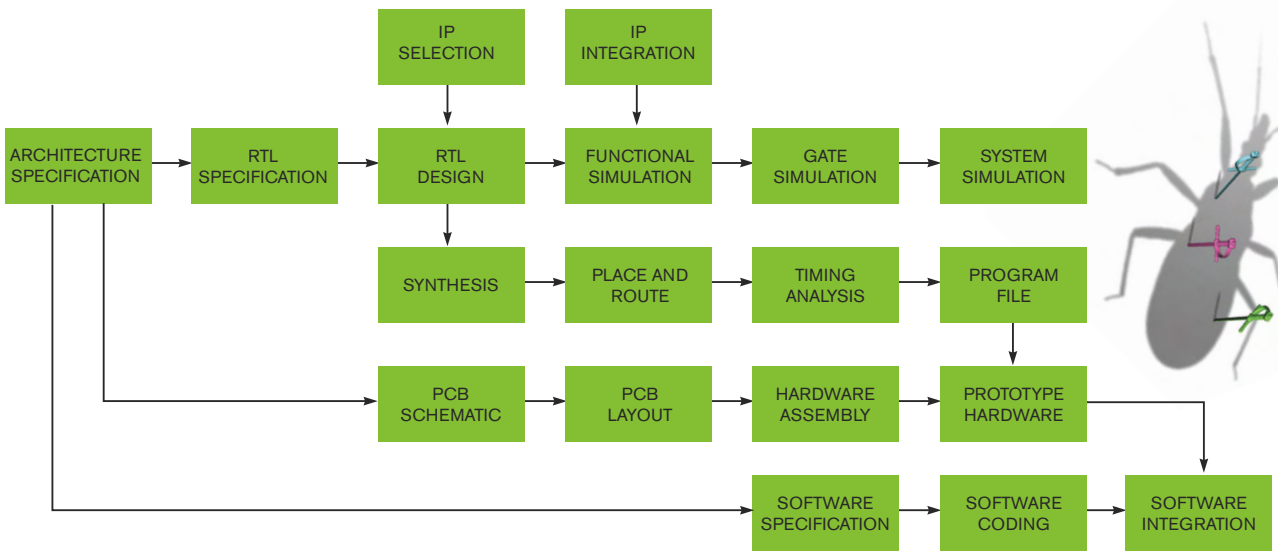 IP
SELECTION
IP
INTEGRATION
ARCHITECTURE
SPECIFICATION
RTL
SPECIFICATION
RTL
DESIGN
FUNCTIONAL
SIMULATION
GATE
SIMULATION
SYSTEM
SIMULATION
SYNTHESIS
PLACE AND
ROUTE
TIMING
ANALYSIS
PROGRAM
FILE
PCB
SCHEMATIC
PCB
LAYOUT
HARDWARE
ASSEMBLY
PROTOTYPE
HARDWARE
SOFTWARE
SPECIFICATION
SOFTWARE
CODING
SOFTWARE
INTEGRATION